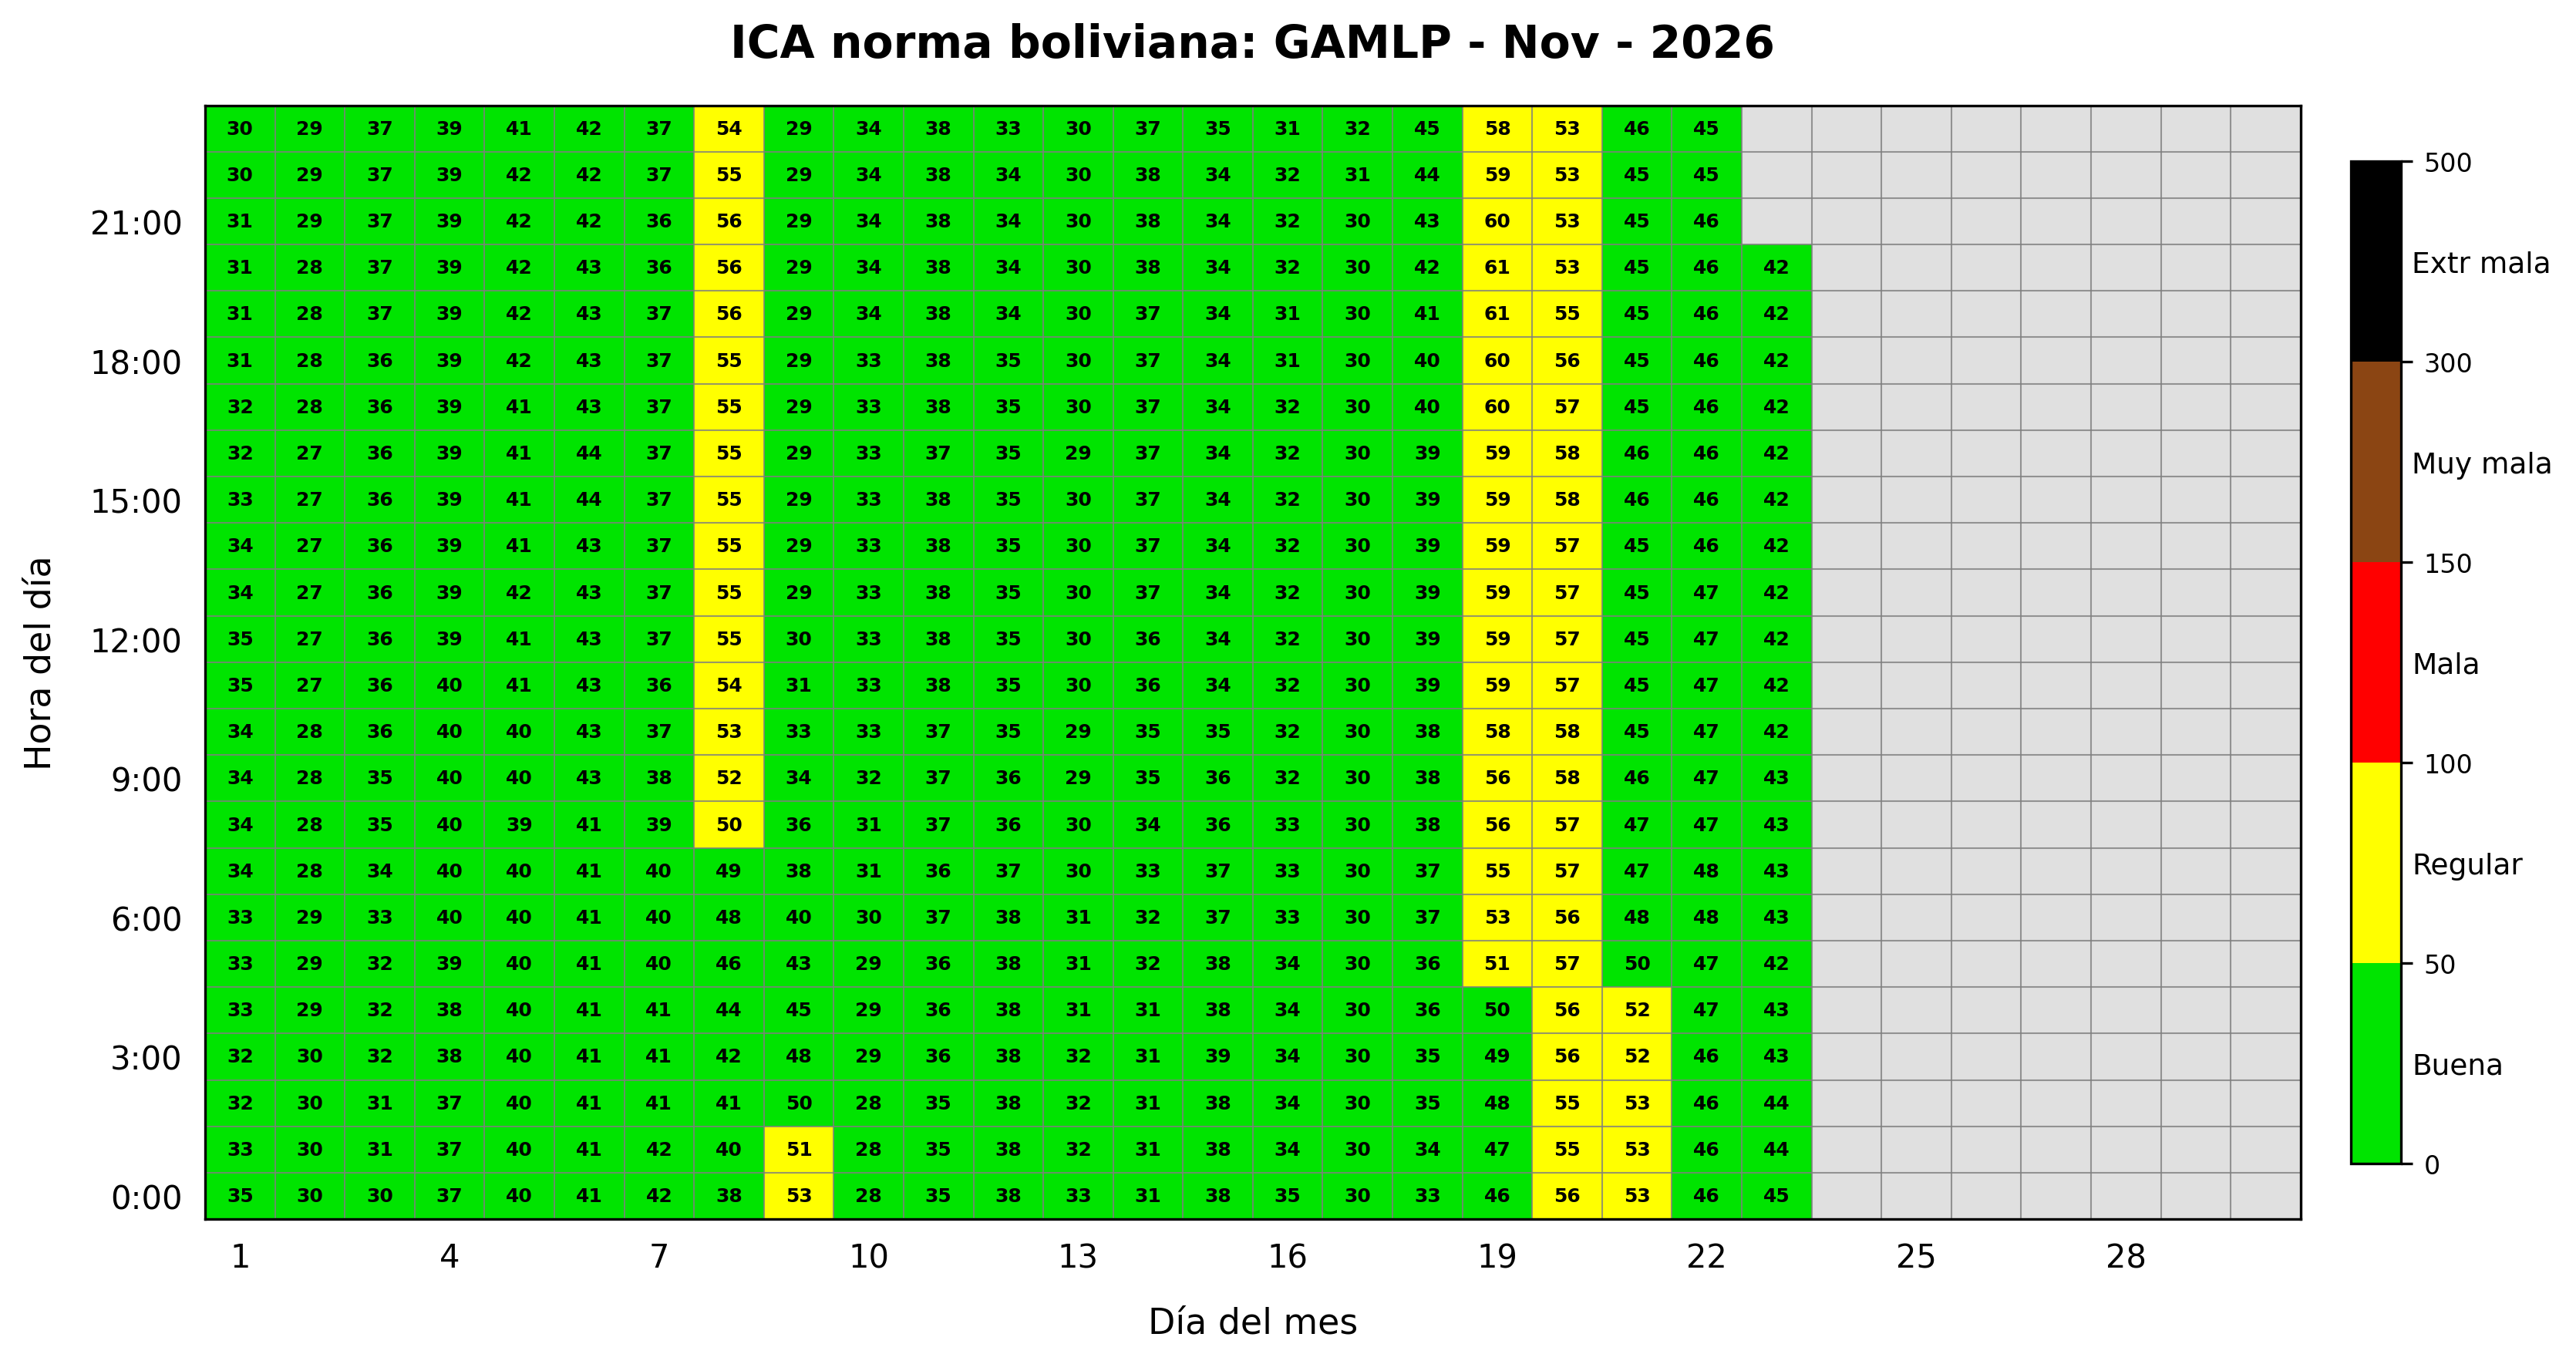 ICA norma boliviana: GAMLP - Nov - 2026
30 29 37 39 41 42 37 54 29 34 38 33 30 37 35 31 32 45 58 53 46 45
30 29 37 39 42 42 37 55 29 34 38 34 30 38 34 32 31 44 59 53 45 45
21:00 31 29 37 39 42 42 36 56 29 34 38 34 30 38 34 32 30 43 60 53 45 46
31 28 37 39 42 43 36 56 29 34 38 34 30 38 34 32 30 42 61 53 45 46 42
31 28 37 39 42 43 37 56 29 34 38 34 30 37 34 31 30 41 61 55 45 46 42
18:00 31 28 36 39 42 43 37 55 29 33 38 35 30 37 34 31 30 40 60 56 45 46 42
32 28 36 39 41 43 37 55 29 33 38 35 30 37 34 32 30 40 60 57 45 46 42
32 27 36 39 41 44 37 55 29 33 37 35 29 37 34 32 30 39 59 58 46 46 42
15:00 33 27 36 39 41 44 37 55 29 33 38 35 30 37 34 32 30 39 59 58 46 46 42
34 27 36 39 41 43 37 55 29 33 38 35 30 37 34 32 30 39 59 57 45 46 42
34 27 36 39 42 43 37 55 29 33 38 35 30 37 34 32 30 39 59 57 45 47 42
12:00 35 27 36 39 41 43 37 55 30 33 38 35 30 36 34 32 30 39 59 57 45 47 42
35 27 36 40 41 43 36 54 31 33 38 35 30 36 34 32 30 39 59 57 45 47 42
34 28 36 40 40 43 37 53 33 33 37 35 29 35 35 32 30 38 58 58 45 47 42
9:00 34 28 35 40 40 43 38 52 34 32 37 36 29 35 36 32 30 38 56 58 46 47 43
34 28 35 40 39 41 39 50 36 31 37 36 30 34 36 33 30 38 56 57 47 47 43
34 28 34 40 40 41 40 49 38 31 36 37 30 33 37 33 30 37 55 57 47 48 43
6:00 33 29 33 40 40 41 40 48 40 30 37 38 31 32 37 33 30 37 53 56 48 48 43
33 29 32 39 40 41 40 46 43 29 36 38 31 32 38 34 30 36 51 57 50 47 42
33 29 32 38 40 41 41 44 45 29 36 38 31 31 38 34 30 36 50 56 52 47 43
3:00 32 30 32 38 40 41 41 42 48 29 36 38 32 31 39 34 30 35 49 56 52 46 43
32 30 31 37 40 41 41 41 50 28 35 38 32 31 38 34 30 35 48 55 53 46 44
33 30 31 37 40 41 42 40 51 28 35 38 32 31 38 34 30 34 47 55 53 46 44
0:00 35 30 30 37 40 41 42 38 53 28 35 38 33 31 38 35 30 33 46 56 53 46 45
1 4 7 10 13 16 19 22 25 28
Día del mes
Hora del día
500
Extr mala
300
Muy mala
150
Mala
100
Regular
50
Buena
0